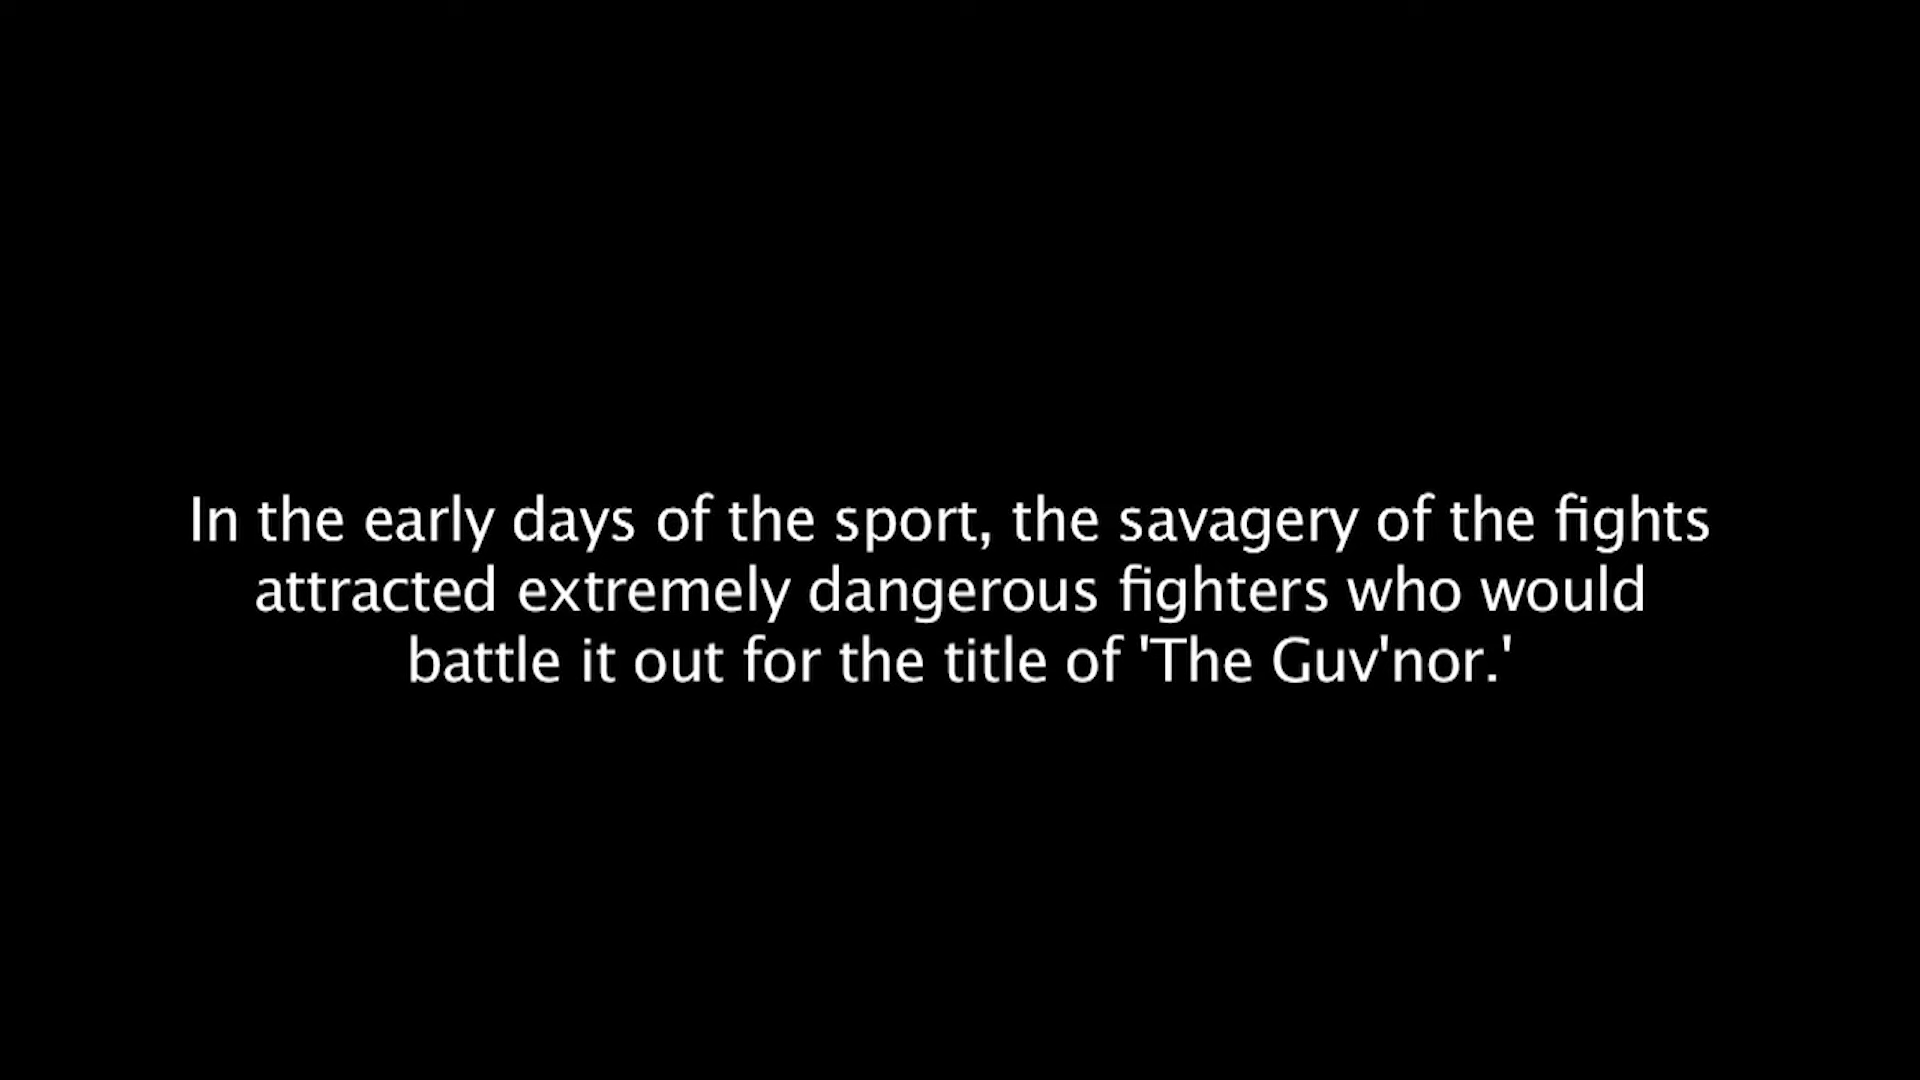 In the early days of the sport, the savagery of the fights
attracted extremely dangerous fighters who would
battle it out for the title of 'The Guv'nor.'